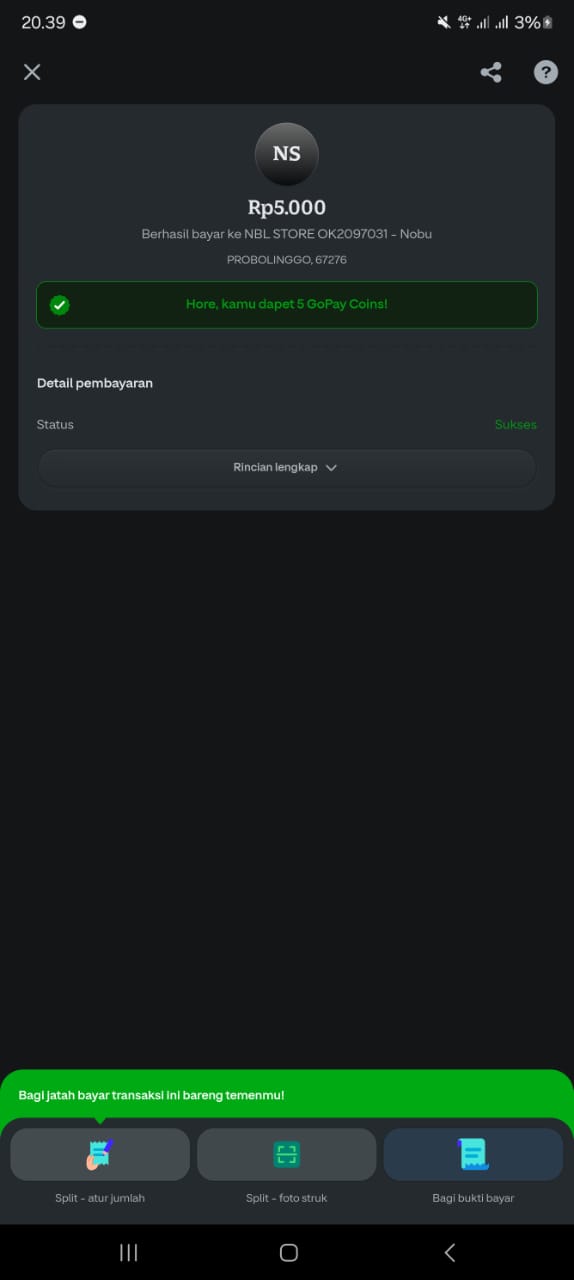 20.39
4G+
3%
?
NS
Rp5.000
Berhasil bayar ke NBL STORE OK2097031 - Nobu
PROBOLINGGO, 67276
Hore, kamu dapet 5 GoPay Coins!
Detail pembayaran
Status Sukses
Rincian lengkap
Bagi jatah bayar transaksi ini bareng temenmu!
Split - atur jumlah Split - foto struk Bagi bukti bayar